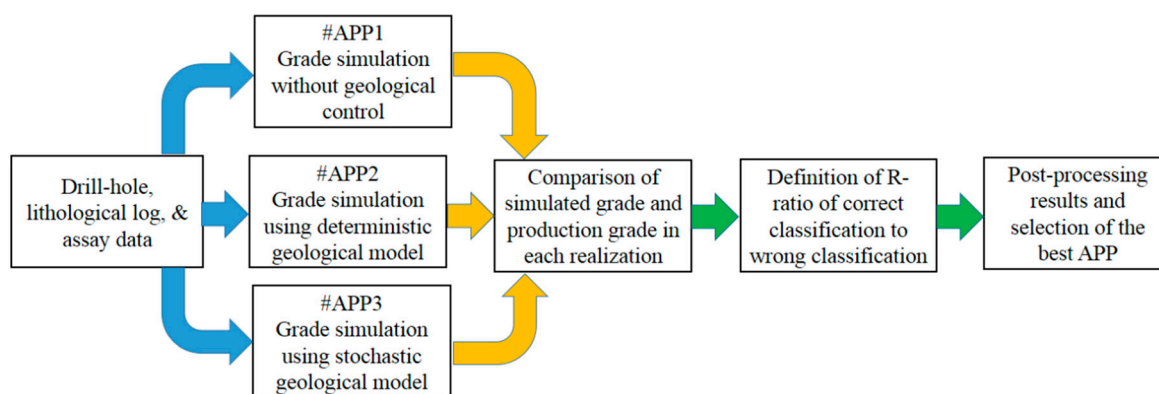 Drill-hole,
lithological log, &
assay data
#APP1
Grade simulation
without geological
control
#APP2
Grade simulation
using deterministic
geological model
#APP3
Grade simulation
using stochastic
geological model
Comparison of
simulated grade and
production grade in
each realization
Definition of R-
ratio of correct
classification to
wrong classification
Post-processing
results and
selection of the
best APP